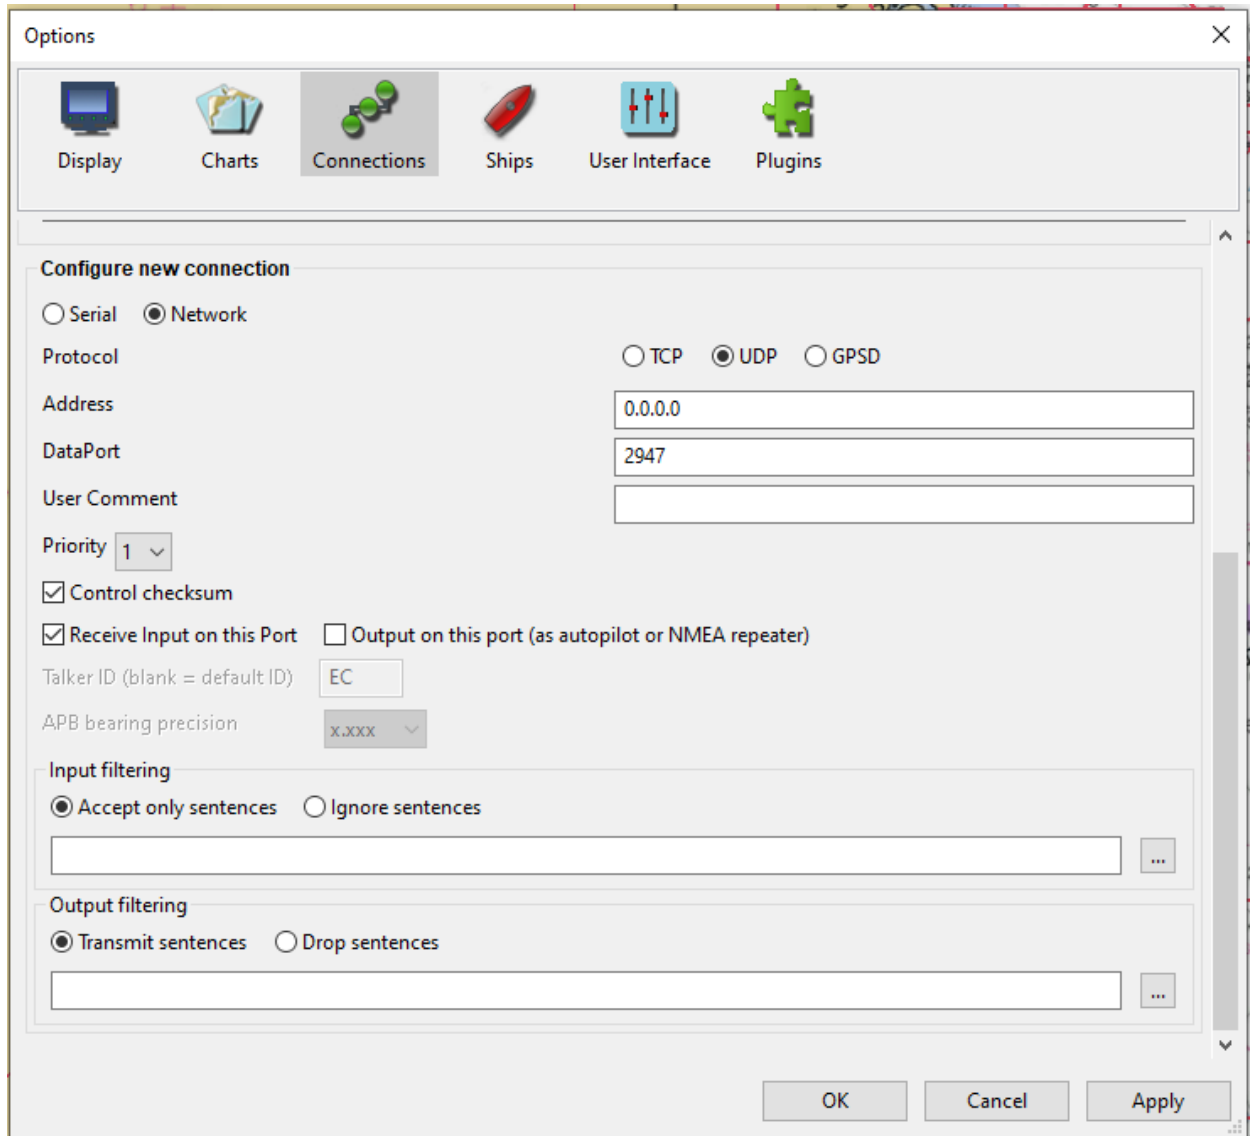 Options
Display Charts Connections Ships User Interface Plugins
Configure new connection
Serial Network
Protocol TCP UDP GPSD
Address 0.0.0.0
DataPort 2947
User Comment
Priority 1
Control checksum
Receive Input on this Port Output on this port (as autopilot or NMEA repeater)
Talker ID (blank = default ID) EC
APB bearing precision x.xxx
Input filtering
Accept only sentences Ignore sentences
...
Output filtering
Transmit sentences Drop sentences
...
OK Cancel Apply